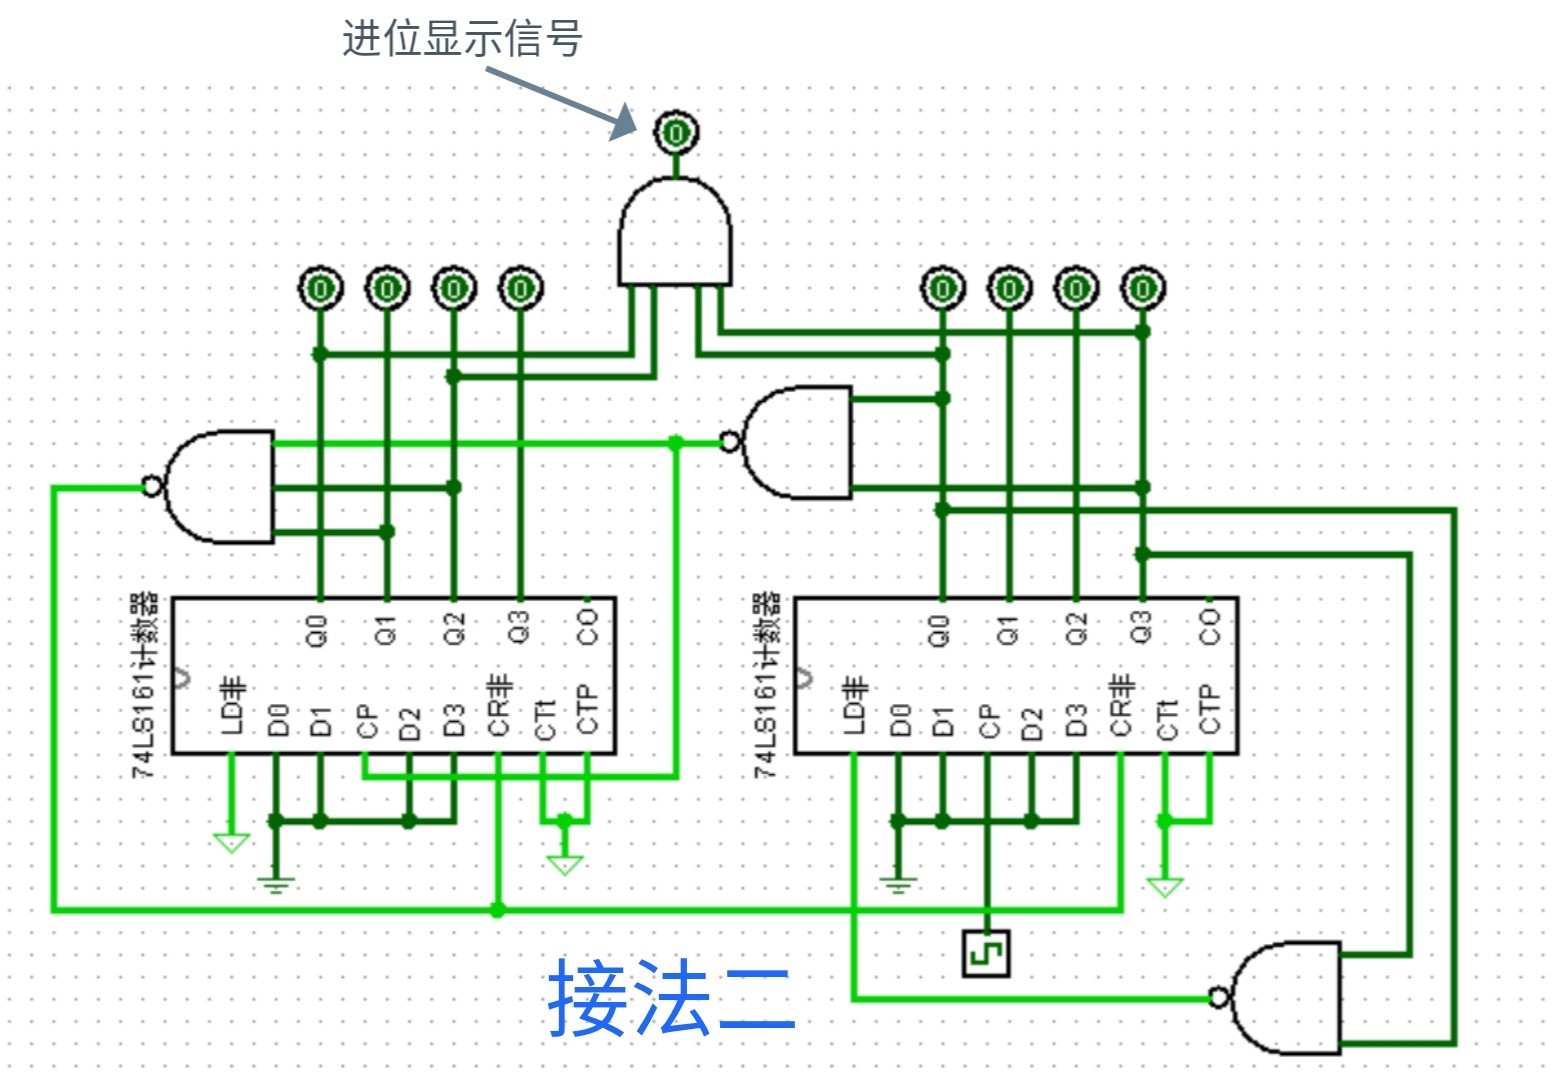 进位显示信号
0
0 0 0 0 0 0 0 0
74LS161计数器
Q0 Q1 Q2 Q3 CO
LD非 D0 D1 CP D2 D3 CR非 CTt CTP
74LS161计数器
Q0 Q1 Q2 Q3 CO
LD非 D0 D1 CP D2 D3 CR非 CTt CTP
接法二